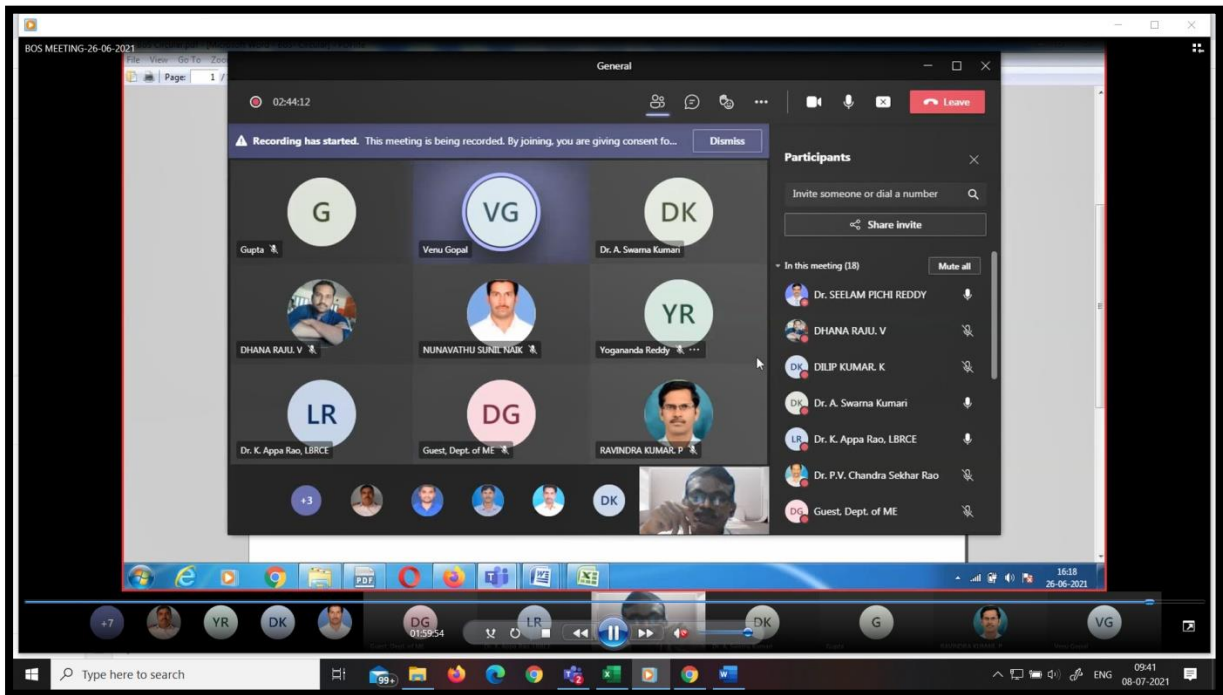 BOS MEETING-26-06-2021
File View Go To Zoo
Page: 1 /
General
02:44:12
Leave
Recording has started. This meeting is being recorded. By joining, you are giving consent fo...
Dismiss
Participants
Invite someone or dial a number
Share invite
In this meeting (18)
Mute all
G
VG
DK
Gupta
Venu Gopal
Dr. A. Swarna Kumari
YR
DHANA RAJU. V
NUNAVATHU SUNIL NAIK
Yogananda Reddy
LR
DG
Dr. K. Appa Rao, LBRCE
Guest, Dept. of ME
RAVINDRA KUMAR. P
+3
DK
Dr. SEELAM PICHI REDDY
DHANA RAJU. V
DK DILIP KUMAR. K
DK Dr. A. Swarna Kumari
LR Dr. K. Appa Rao, LBRCE
Dr. P.V. Chandra Sekhar Rao
DG Guest, Dept. of ME
PDF
16:18
26-06-2021
+7
YR
DK
DG
LR
DK
G
VG
01:59:54
Type here to search
99+
2
ENG
09:41
08-07-2021